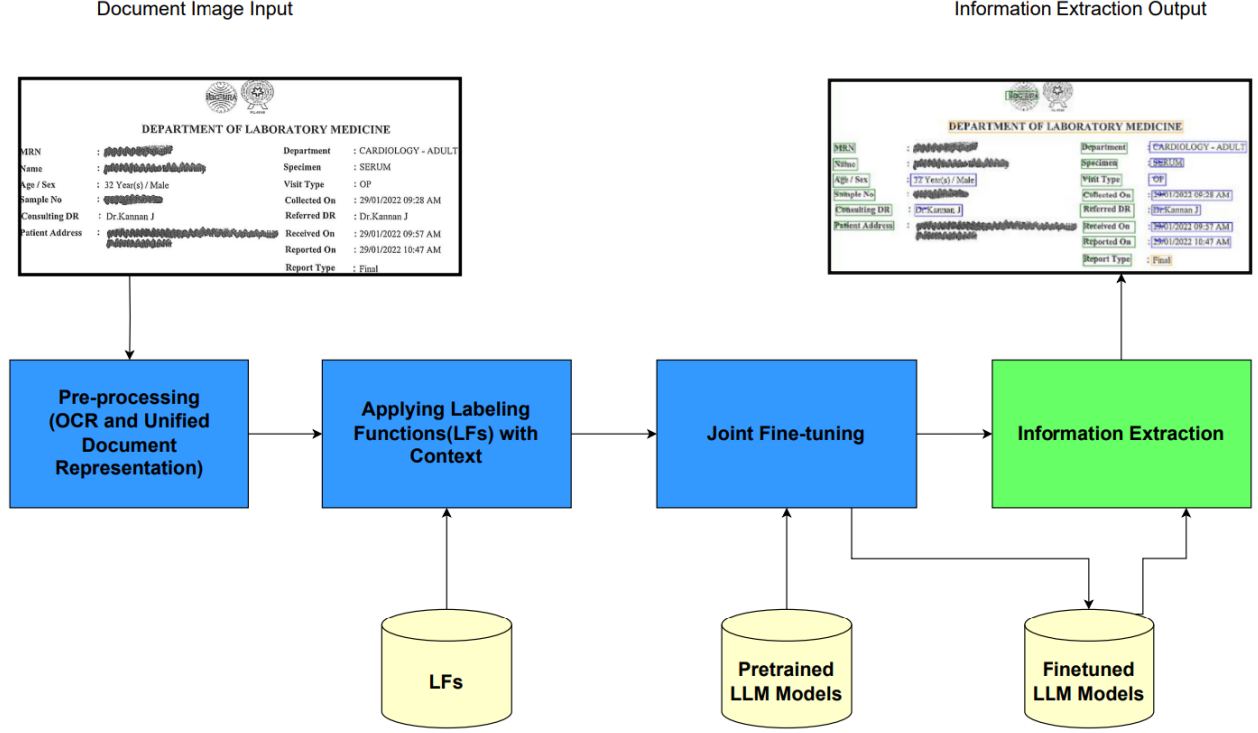 Document Image Input
Information Extraction Output
DEPARTMENT OF LABORATORY MEDICINE
MRN :
Name :
Age / Sex : 32 Year(s) / Male
Sample No :
Consulting DR : Dr.Kannan J
Patient Address :
Department : CARDIOLOGY - ADULT
Specimen : SERUM
Visit Type : OP
Collected On : 29/01/2022 09:28 AM
Referred DR : Dr.Kannan J
Received On : 29/01/2022 09:57 AM
Reported On : 29/01/2022 10:47 AM
Report Type : Final
DEPARTMENT OF LABORATORY MEDICINE
MRN :
Name :
Age / Sex : 32 Year(s) / Male
Sample No :
Consulting DR : Dr.Kannan J
Patient Address :
Department : CARDIOLOGY - ADULT
Specimen : SERUM
Visit Type : OP
Collected On : 29/01/2022 09:28 AM
Referred DR : Dr.Kannan J
Received On : 29/01/2022 09:57 AM
Reported On : 29/01/2022 10:47 AM
Report Type : Final
Pre-processing
(OCR and Unified
Document
Representation)
Applying Labeling
Functions(LFs) with
Context
Joint Fine-tuning
Information Extraction
LFs
Pretrained
LLM Models
Finetuned
LLM Models